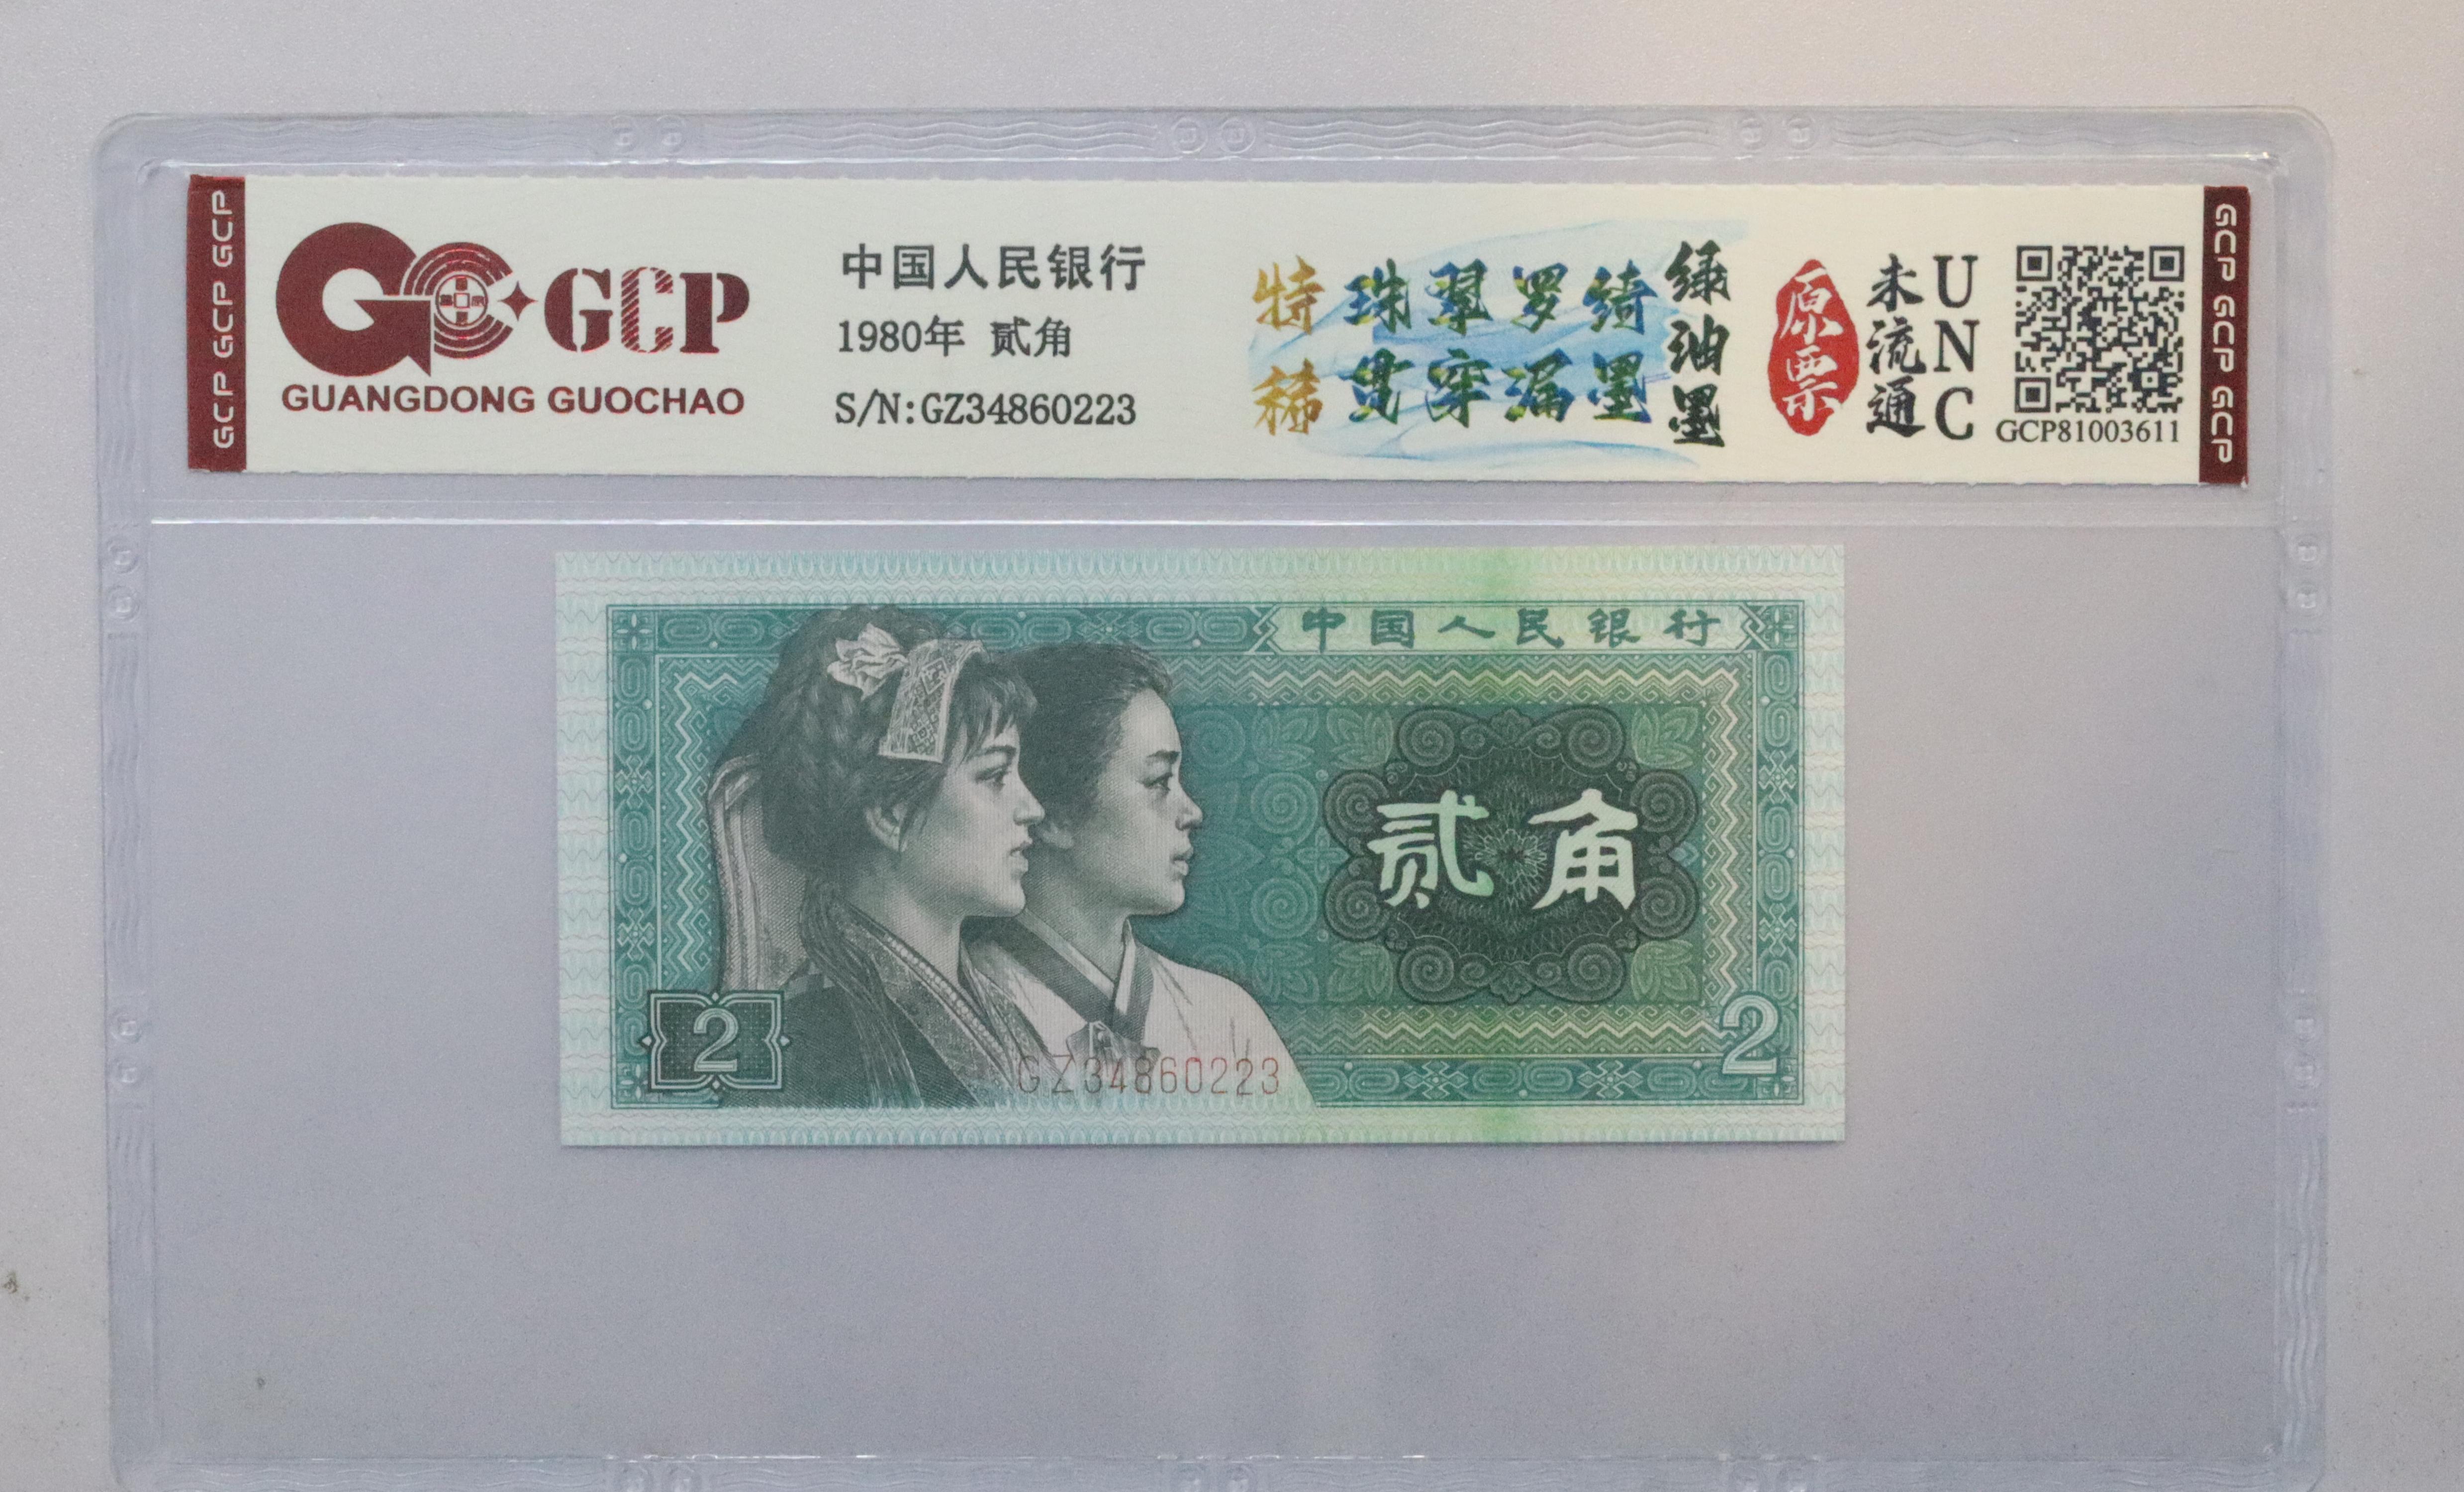 GCP GCP GCP
GCP
GUANGDONG GUOCHAO
中国人民银行
1980年 贰角
S/N:GZ34860223
特稀
珠翠罗绮
贯穿漏墨
绿油墨
原票
未流通
UNC
GCP81003611
GCP GCP GCP
中国人民银行
贰角
2
2
GZ34860223